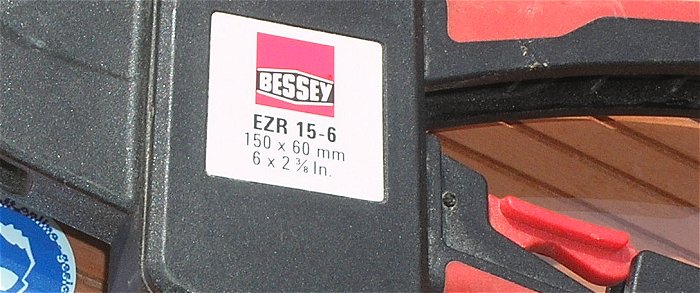 BESSEY
EZR 15-6
150 x 60 mm
6 x 2 ⅜ In.